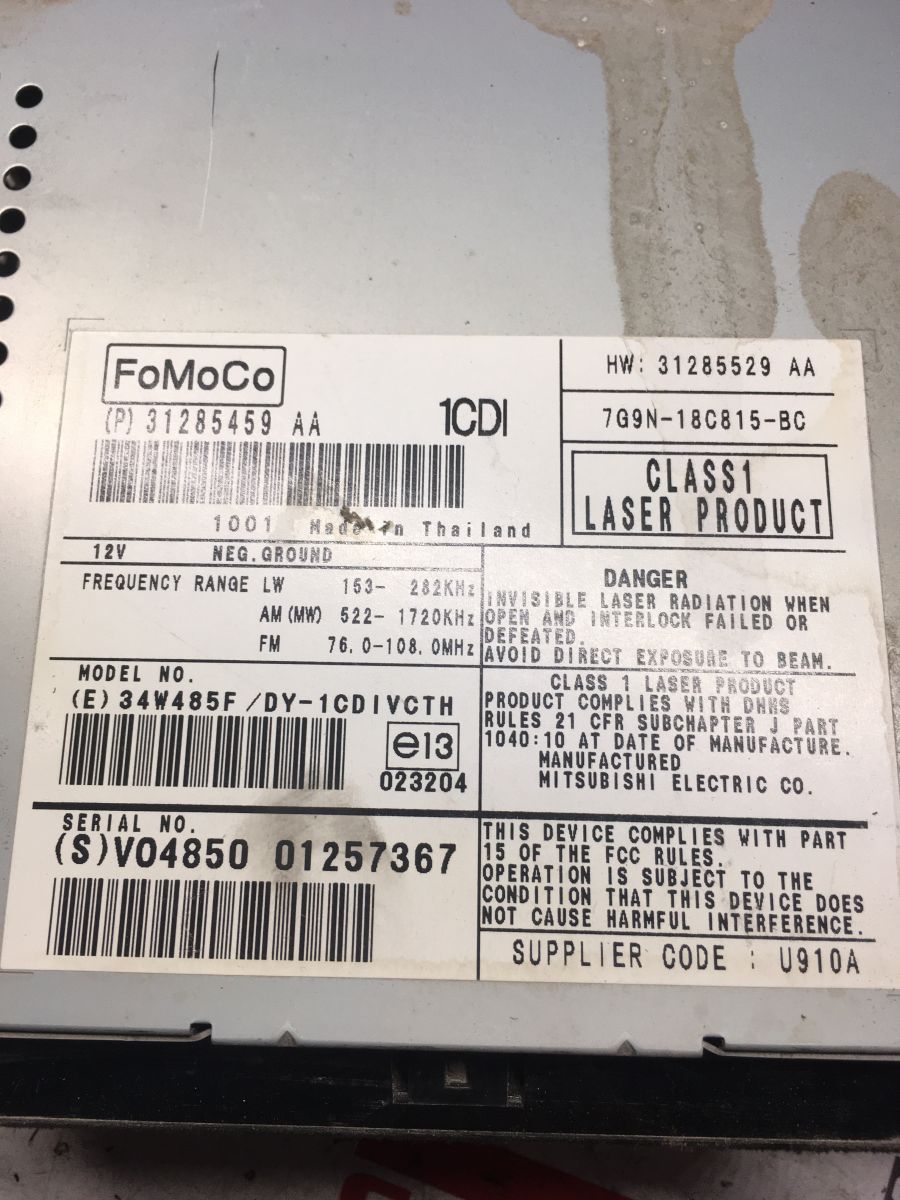 FoMoCo
(P) 31285459 AA
1CDI
1001 Made in Thailand
HW: 31285529 AA
7G9N-18C815-BC
CLASS1
LASER PRODUCT
12V NEG.GROUND
FREQUENCY RANGE LW 153- 282KHz
AM (MW) 522- 1720KHz
FM 76.0-108.0MHz
DANGER
INVISIBLE LASER RADIATION WHEN
OPEN AND INTERLOCK FAILED OR
DEFEATED.
AVOID DIRECT EXPOSURE TO BEAM.
MODEL NO.
(E) 34W485F /DY-1CDIVCTH
e13
023204
CLASS 1 LASER PRODUCT
PRODUCT COMPLIES WITH DHHS
RULES 21 CFR SUBCHAPTER J PART
1040:10 AT DATE OF MANUFACTURE.
MANUFACTURED
MITSUBISHI ELECTRIC CO.
SERIAL NO.
(S)V04850 01257367
THIS DEVICE COMPLIES WITH PART
15 OF THE FCC RULES.
OPERATION IS SUBJECT TO THE
CONDITION THAT THIS DEVICE DOES
NOT CAUSE HARMFUL INTERFERENCE.
SUPPLIER CODE : U910A